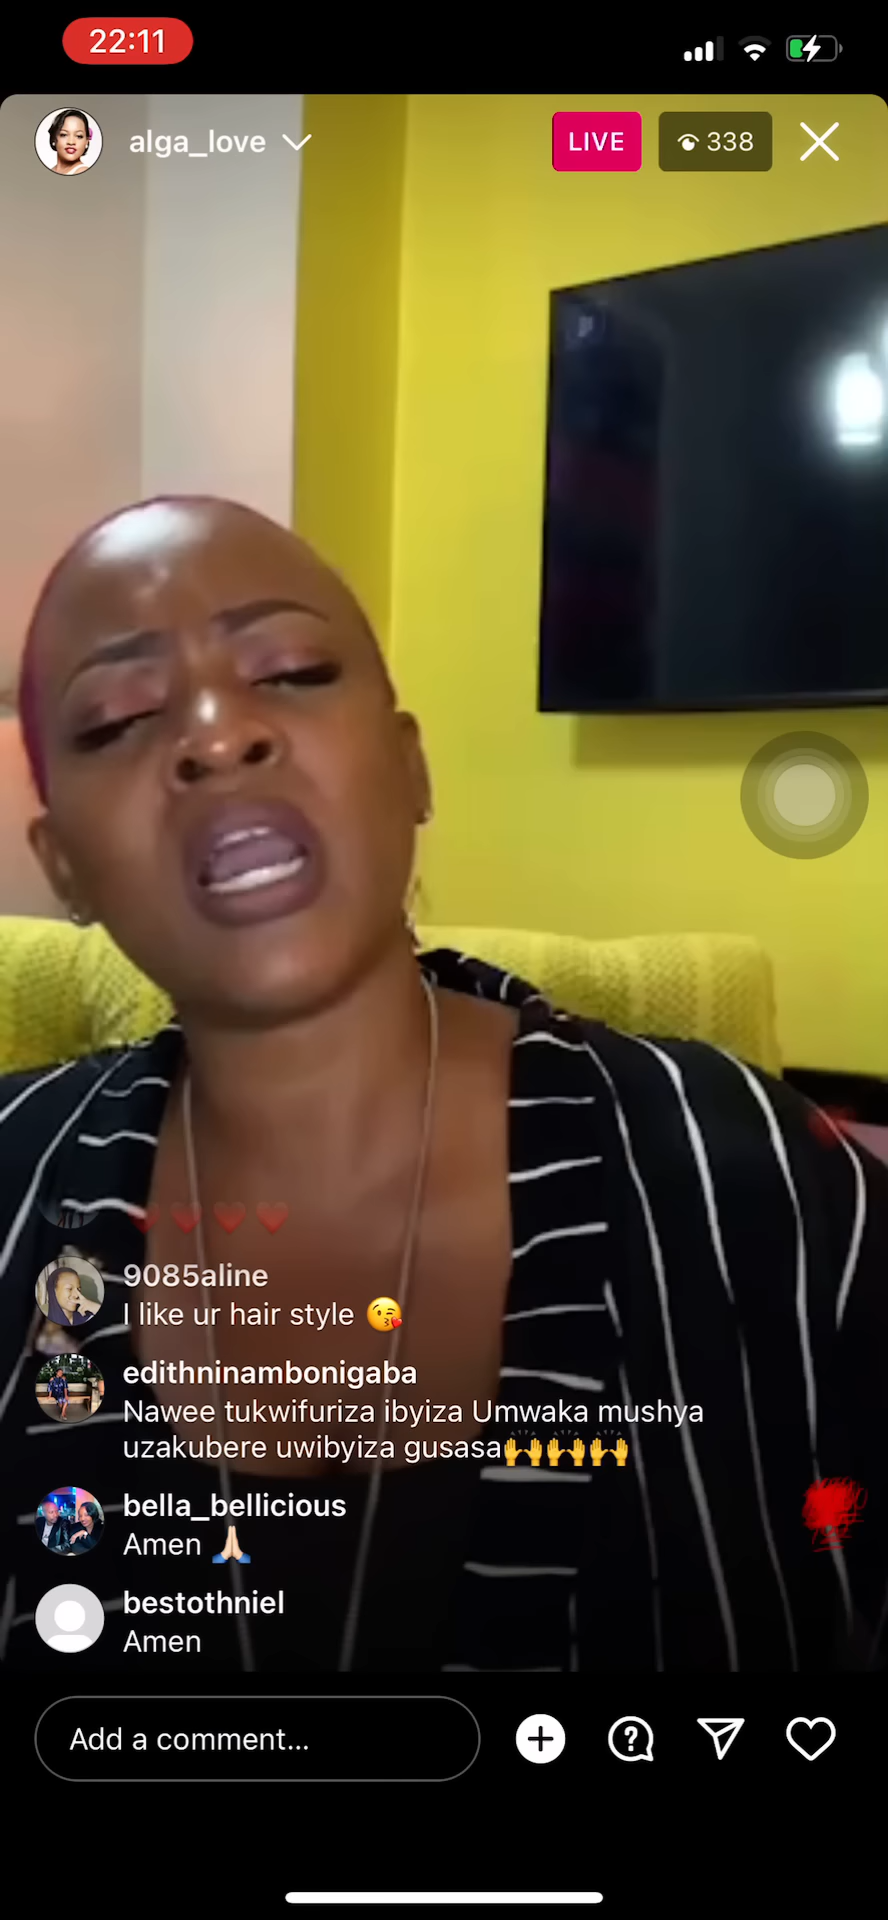 22:11
alga_love
LIVE
338
9085aline
I like ur hair style 😘
edithninambonigaba
Nawee tukwifuriza ibyiza Umwaka mushya
uzakubere uwibyiza gusasa🙌🙌🙌
bella_bellicious
Amen 🙏🏻
bestothniel
Amen
Add a comment...